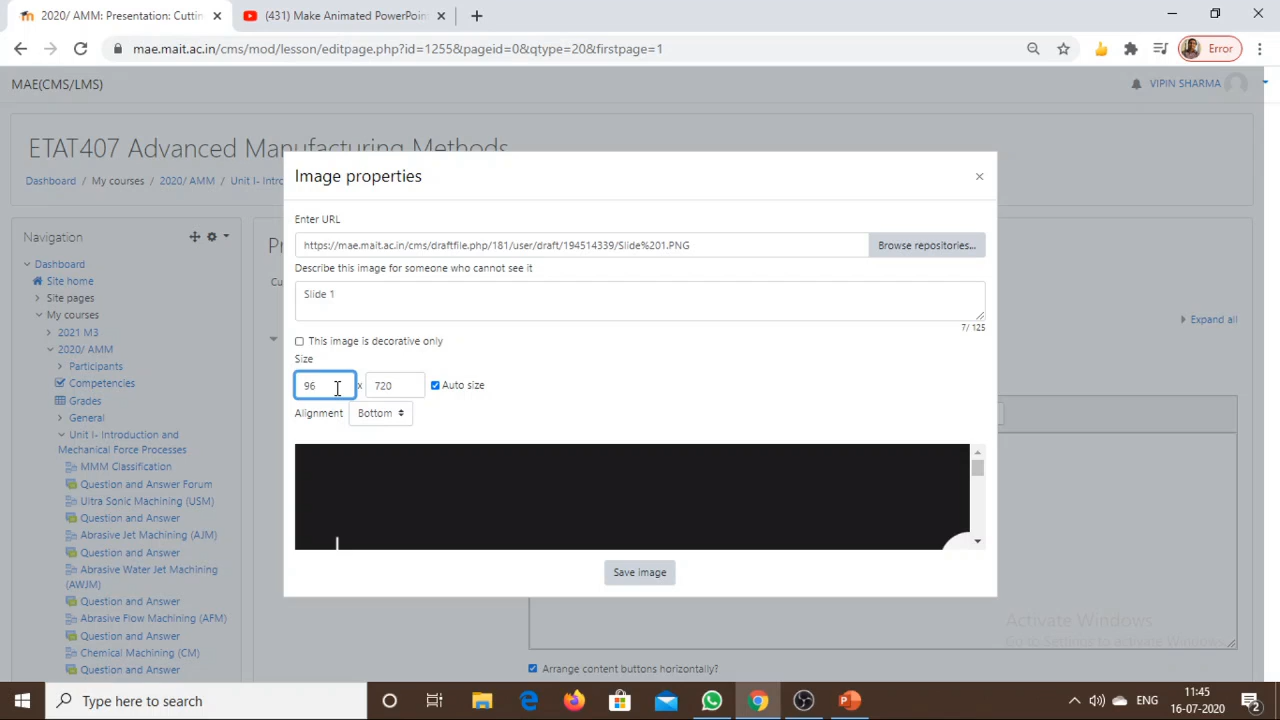 2020/ AMM: Presentation: Cuttin
(431) Make Animated PowerPoint
mae.mait.ac.in/cms/mod/lesson/editpage.php?id=1255&pageid=0&qtype=20&firstpage=1
Error
MAE(CMS/LMS)
VIPIN SHARMA
ETAT407 Advanced Manufacturing Methods
Dashboard / My courses / 2020/ AMM / Unit I- Intro
Navigation
Dashboard
Site home
Site pages
My courses
2021 M3
2020/ AMM
Participants
Competencies
Grades
General
Unit I- Introduction and
Mechanical Force Processes
MMM Classification
Question and Answer Forum
Ultra Sonic Machining (USM)
Question and Answer
Abrasive Jet Machining (AJM)
Question and Answer
Abrasive Water Jet Machining
(AWJM)
Question and Answer
Abrasive Flow Machining (AFM)
Question and Answer
Chemical Machining (CM)
Question and Answer
Image properties
×
Enter URL
https://mae.mait.ac.in/cms/draftfile.php/181/user/draft/194514339/Slide%201.PNG
Browse repositories...
Describe this image for someone who cannot see it
Slide 1
7/ 125
This image is decorative only
Size
96 x 720 Auto size
Alignment Bottom
Save image
Expand all
Activate Windows
Go to Settings to activate Windows.
Arrange content buttons horizontally?
Type here to search
ENG
11:45
16-07-2020
2